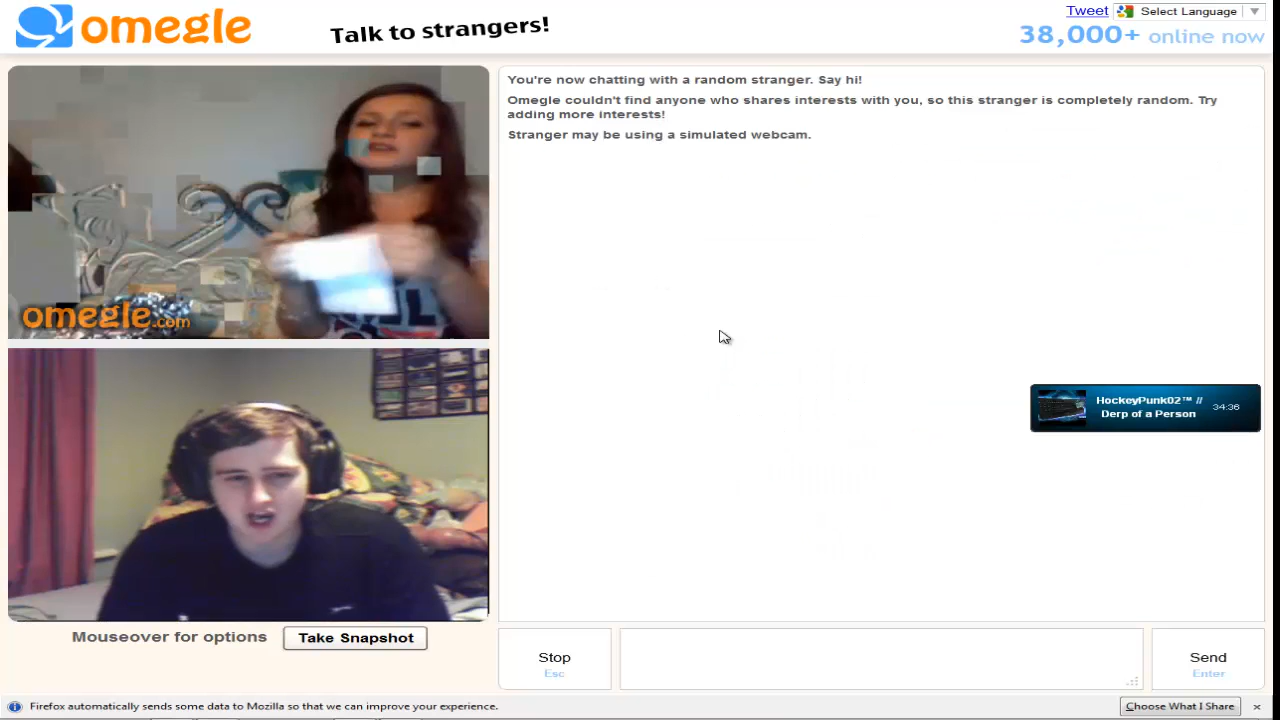 omegle
Talk to strangers!
Tweet
Select Language
38,000+ online now
You're now chatting with a random stranger. Say hi!
Omegle couldn't find anyone who shares interests with you, so this stranger is completely random. Try
adding more interests!
Stranger may be using a simulated webcam.
omegle.com
HockeyPunk02™ //
Derp of a Person
34:36
Mouseover for options
Take Snapshot
Stop
Esc
Send
Enter
Firefox automatically sends some data to Mozilla so that we can improve your experience.
Choose What I Share